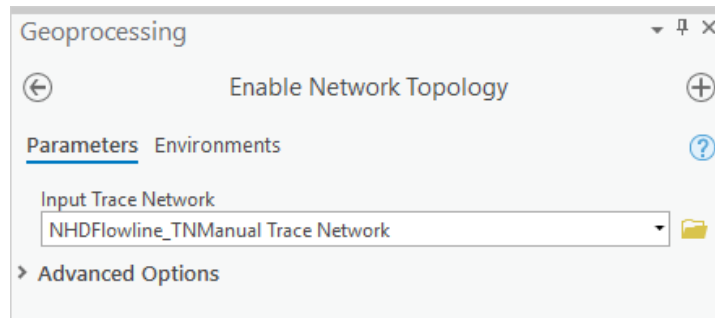 Geoprocessing
Enable Network Topology
Parameters Environments
Input Trace Network
NHDFlowline_TNManual Trace Network
Advanced Options